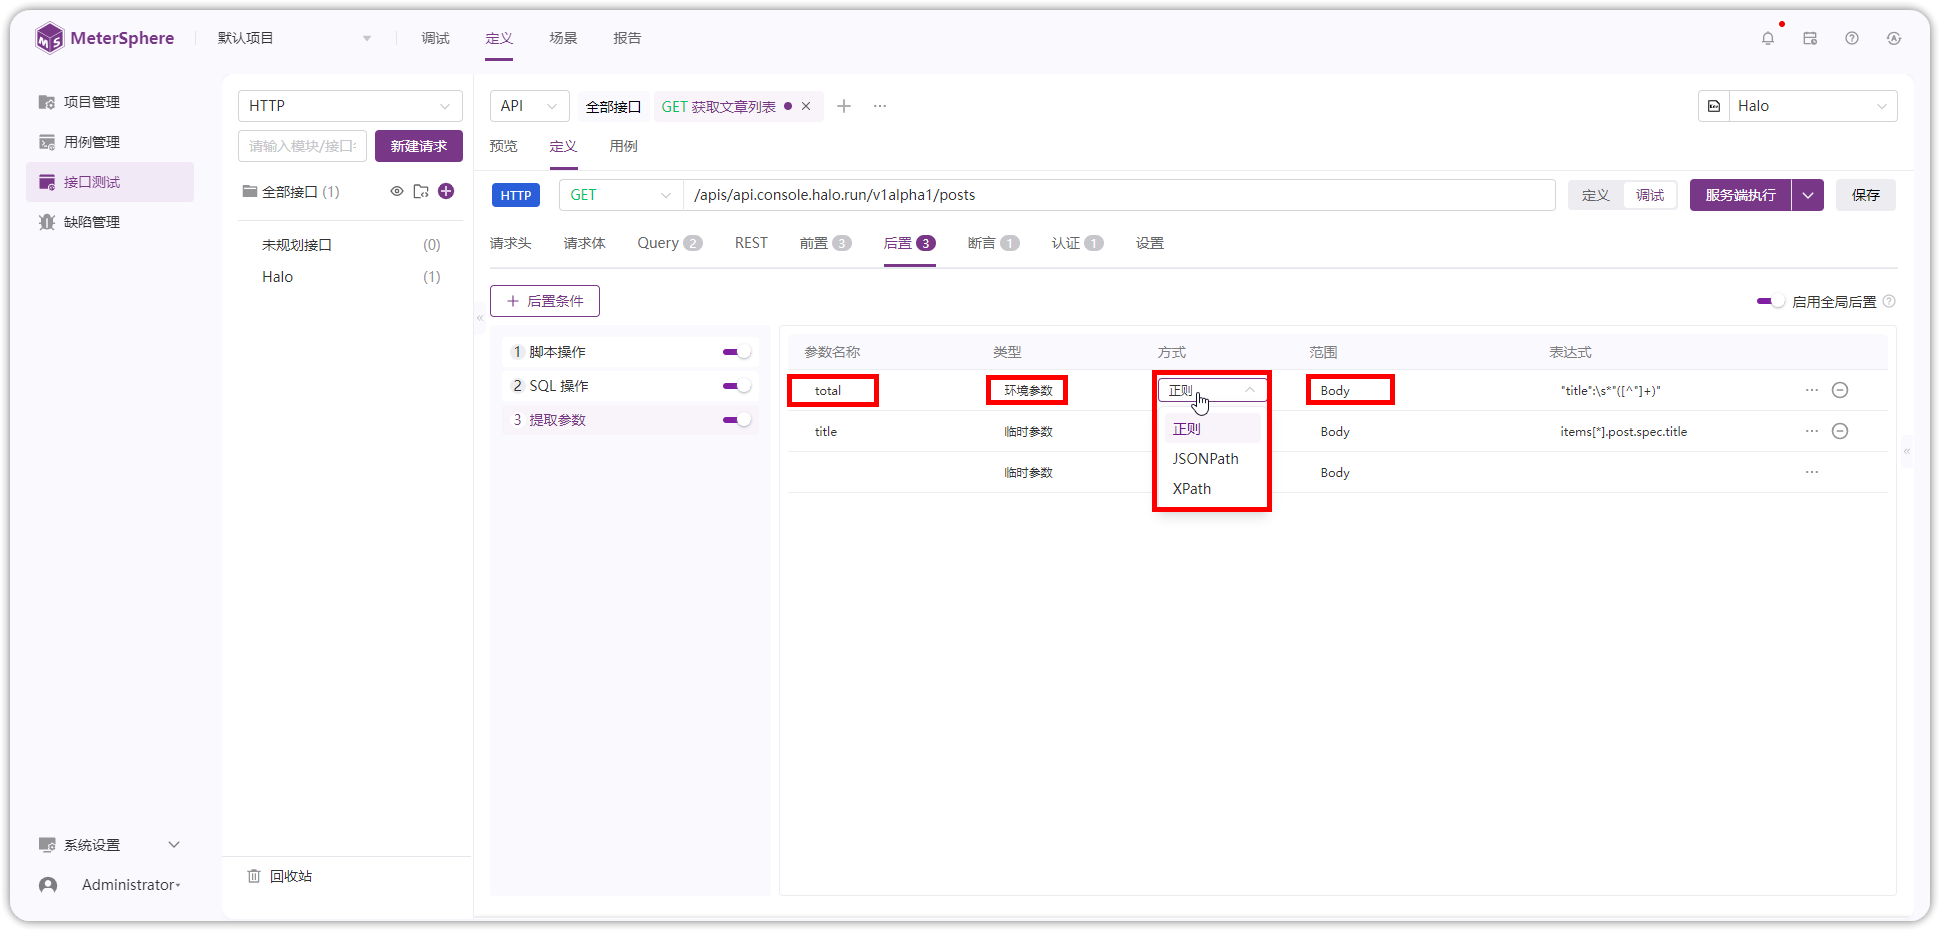 MeterSphere
默认项目
调试
定义
场景
报告
项目管理
用例管理
接口测试
缺陷管理
系统设置
Administrator
HTTP
请输入模块/接口
新建请求
全部接口 (1)
未规划接口 (0)
Halo (1)
回收站
API
全部接口
GET 获取文章列表
Halo
预览
定义
用例
HTTP
GET
/apis/api.console.halo.run/v1alpha1/posts
定义
调试
服务端执行
保存
请求头
请求体
Query 2
REST
前置 3
后置 3
断言 1
认证 1
设置
后置条件
启用全局后置
1 脚本操作
2 SQL 操作
3 提取参数
参数名称 类型 方式 范围 表达式
total 环境参数 正则 Body "title":\s*"([^"]+)"
title 临时参数 Body items[*].post.spec.title
临时参数 Body
正则
JSONPath
XPath